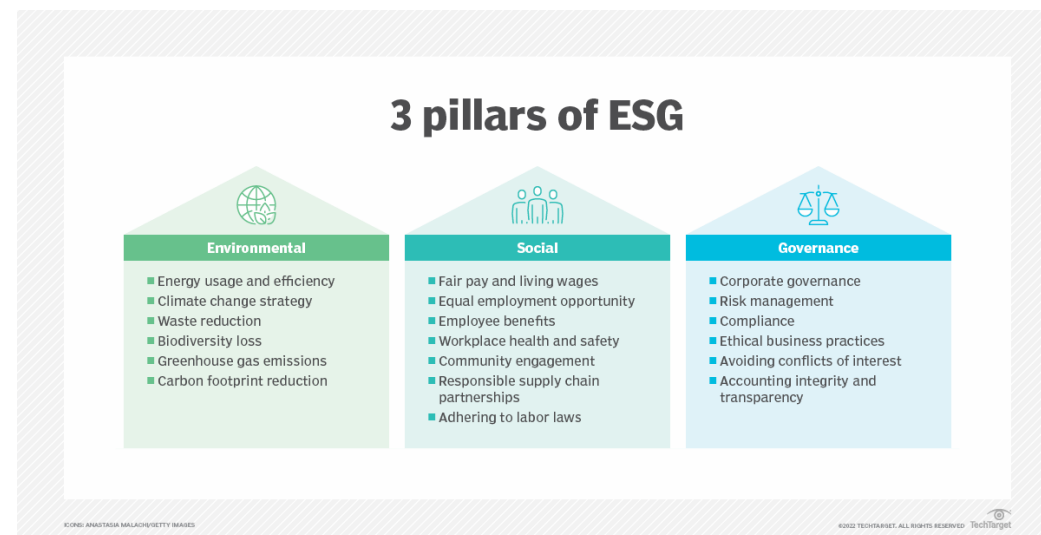 3 pillars of ESG
Environmental
Energy usage and efficiency
Climate change strategy
Waste reduction
Biodiversity loss
Greenhouse gas emissions
Carbon footprint reduction
Social
Fair pay and living wages
Equal employment opportunity
Employee benefits
Workplace health and safety
Community engagement
Responsible supply chain
partnerships
Adhering to labor laws
Governance
Corporate governance
Risk management
Compliance
Ethical business practices
Avoiding conflicts of interest
Accounting integrity and
transparency
ICONS: ANASTASIA MALACHI/GETTY IMAGES
©2022 TECHTARGET. ALL RIGHTS RESERVED TechTarget